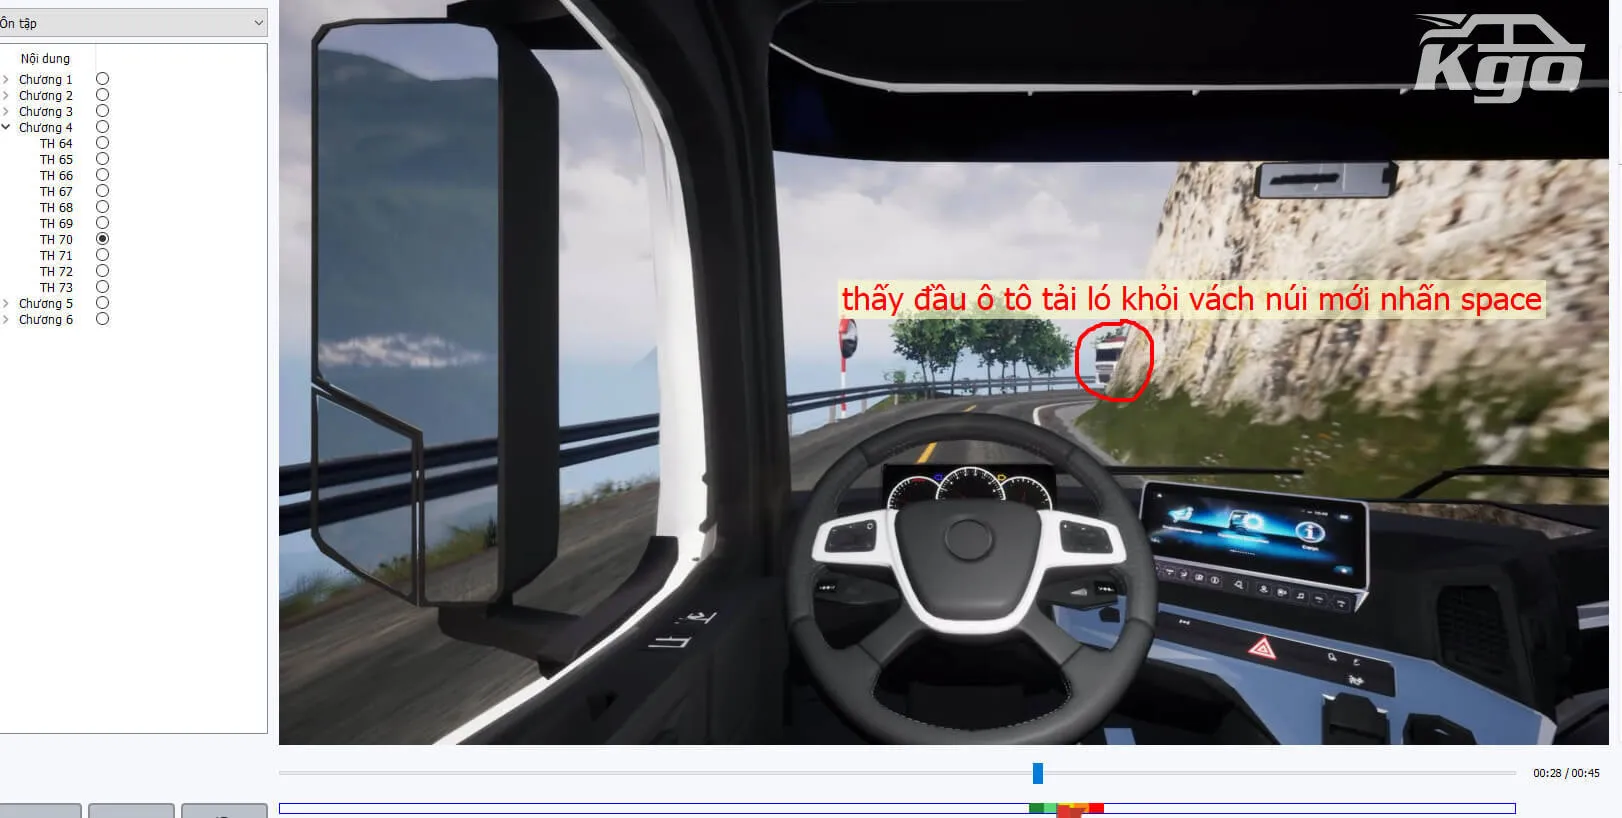 Ôn tập
Nội dung
Chương 1
Chương 2
Chương 3
Chương 4
TH 64
TH 65
TH 66
TH 67
TH 68
TH 69
TH 70
TH 71
TH 72
TH 73
Chương 5
Chương 6
Kgo
thấy đầu ô tô tải ló khỏi vách núi mới nhấn space
00:28 / 00:45